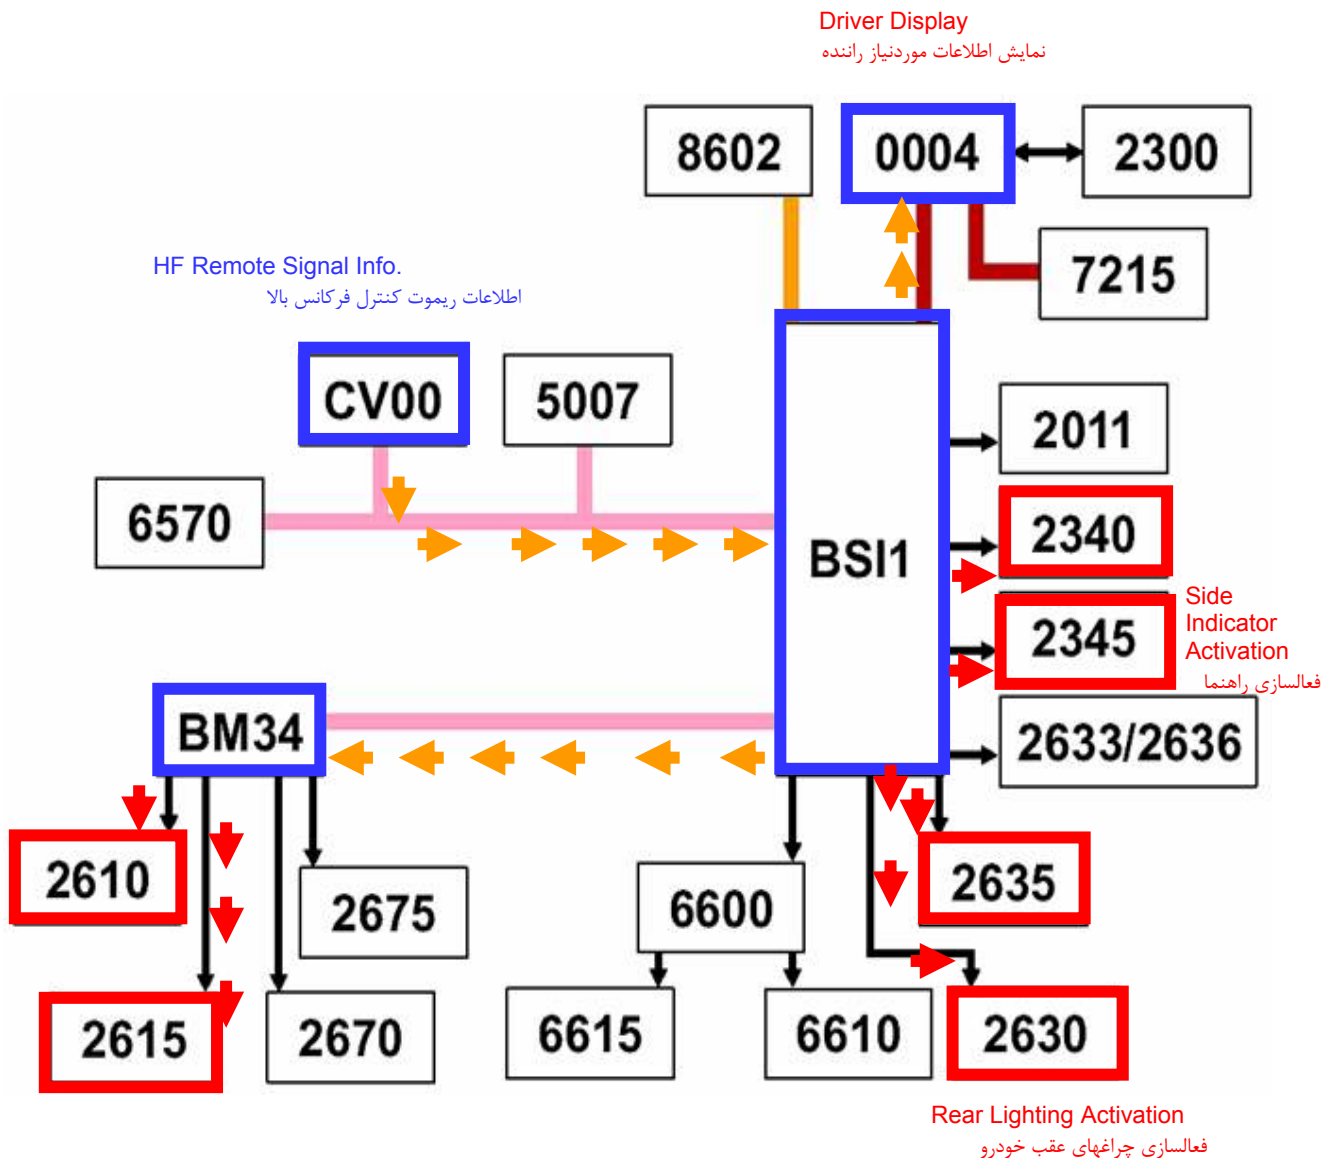 Driver Display
نمایش اطلاعات موردنیاز راننده
8602
0004
2300
HF Remote Signal Info.
اطلاعات ریموت کنترل فرکانس بالا
7215
CV00
5007
2011
6570
2340
BSI1
Side
Indicator
Activation
2345
فعالسازی راهنما
BM34
2633/2636
2610
2675
6600
2635
2615
2670
6615
6610
2630
Rear Lighting Activation
فعالسازی چراغهای عقب خودرو